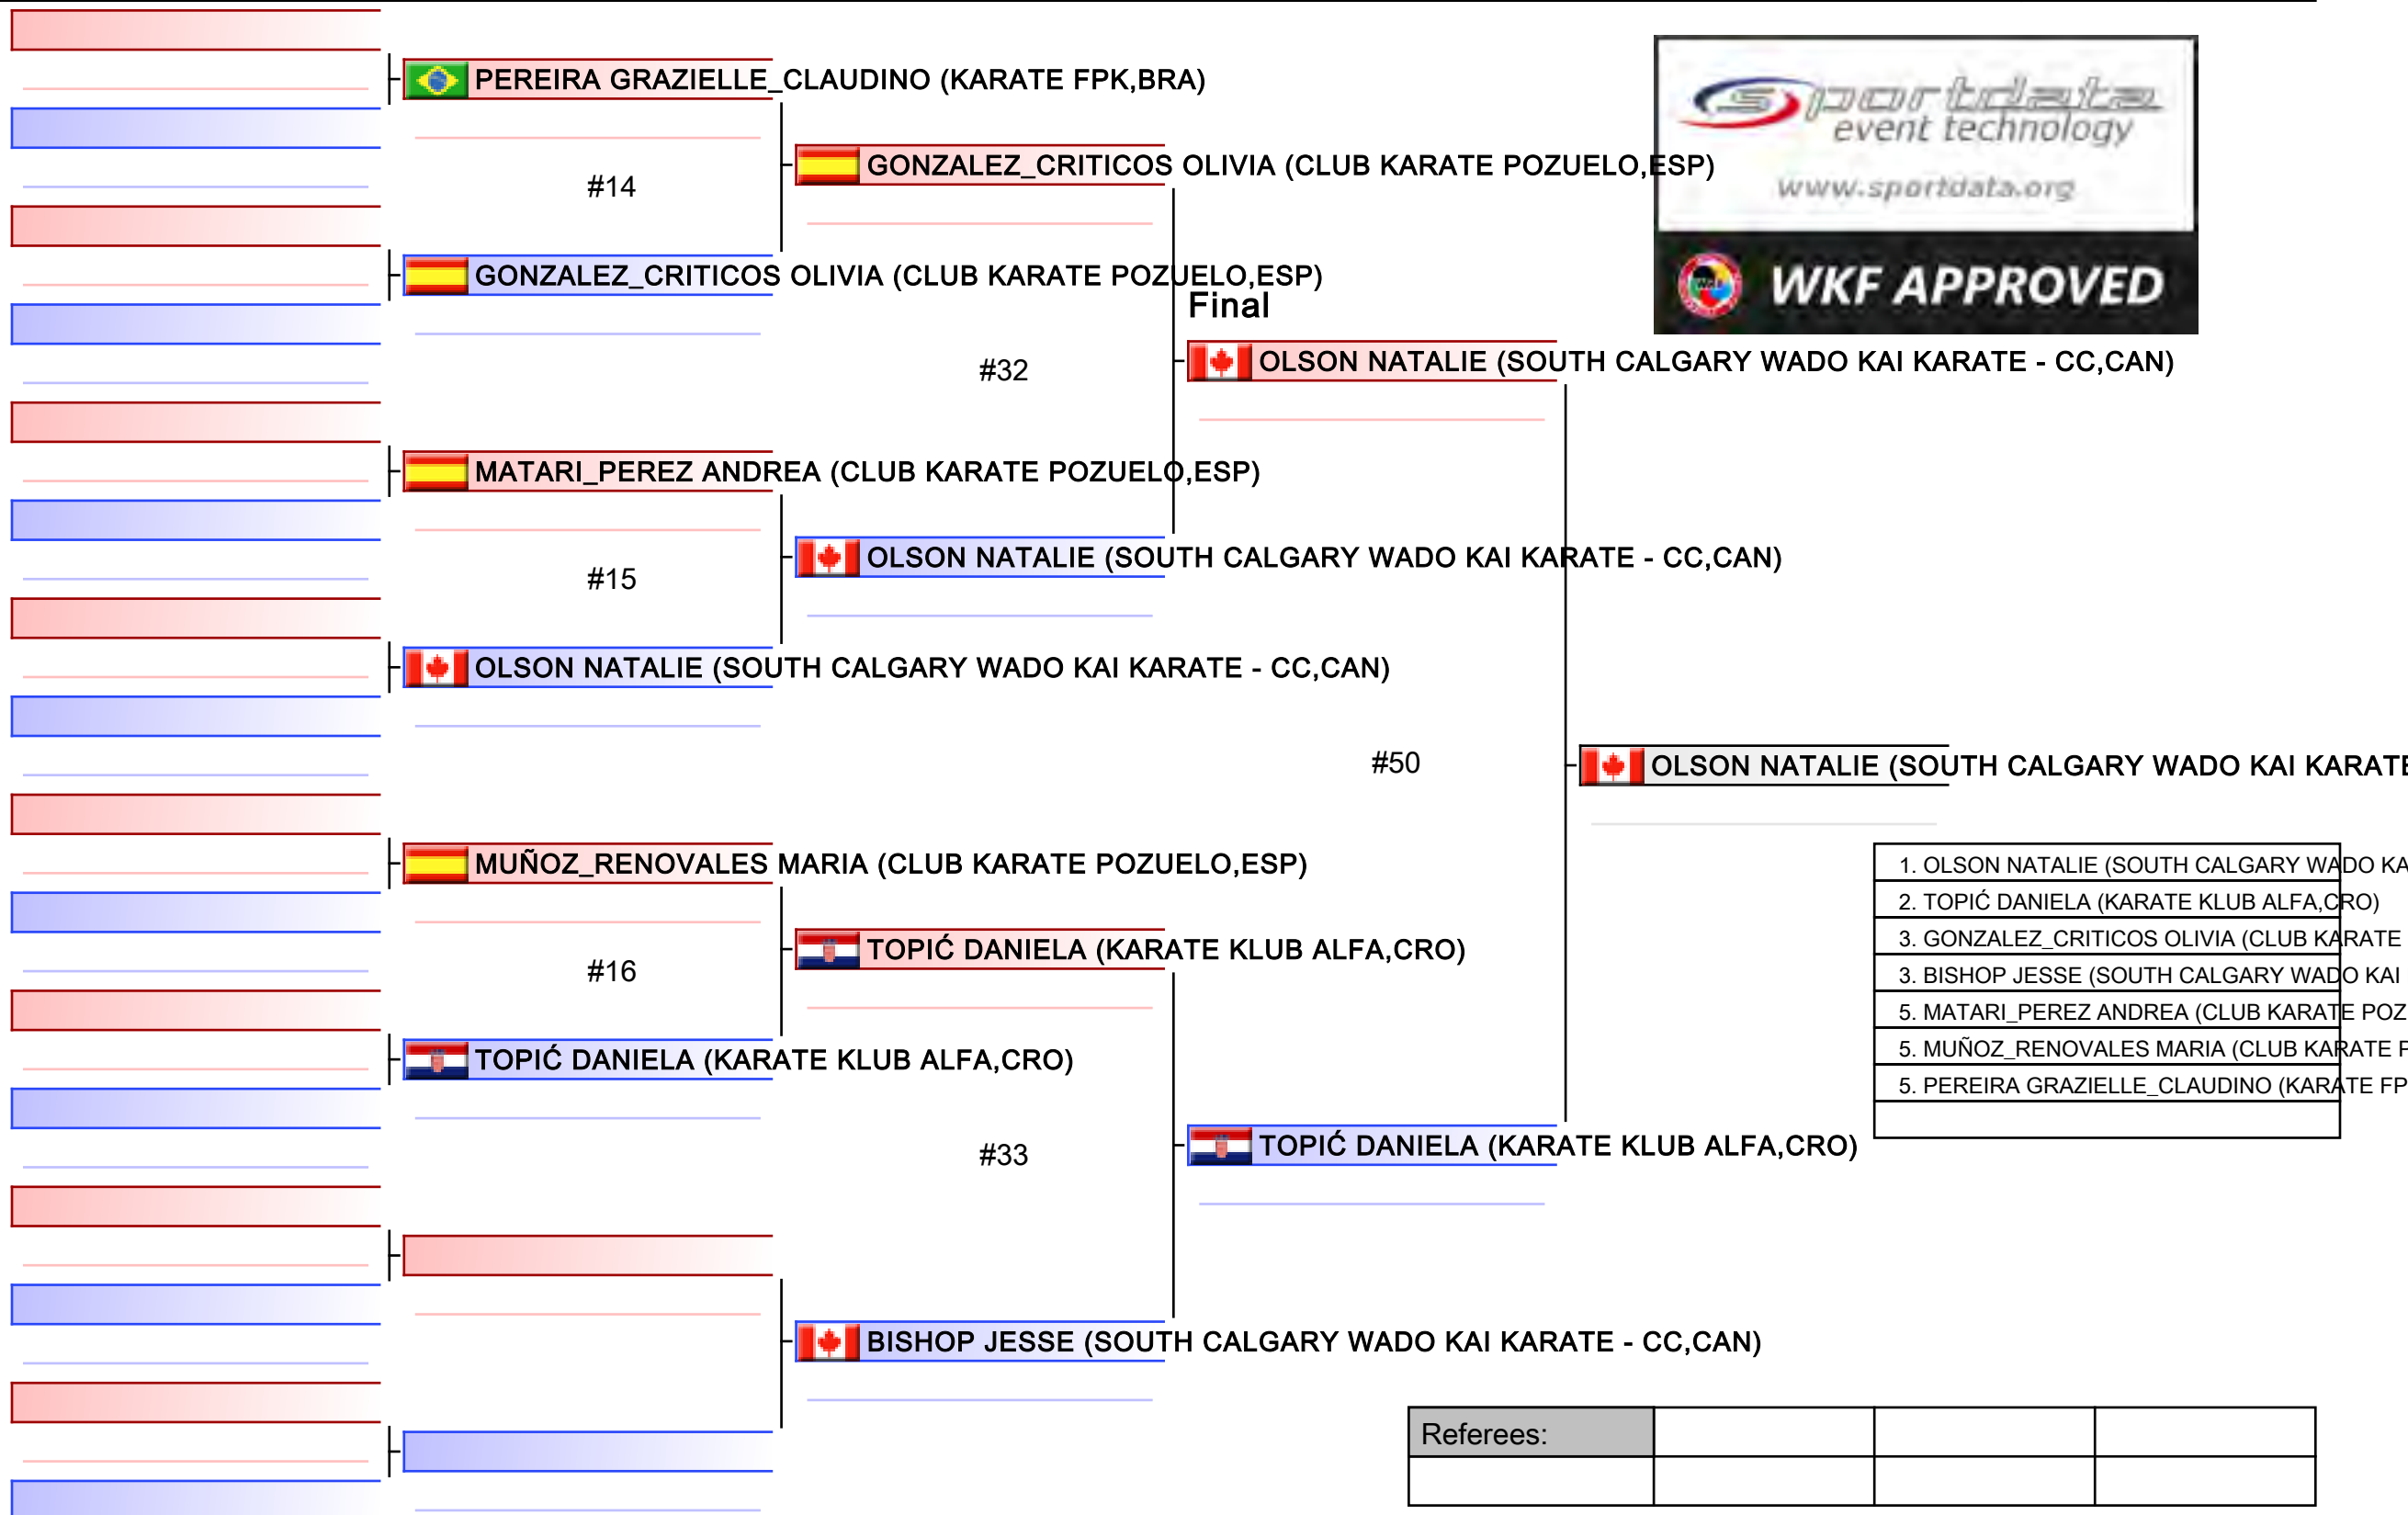 PEREIRA GRAZIELLE_CLAUDINO (KARATE FPK,BRA)
#14
GONZALEZ_CRITICOS OLIVIA (CLUB KARATE POZUELO,ESP)
MATARI_PEREZ ANDREA (CLUB KARATE POZUELO,ESP)
#15
OLSON NATALIE (SOUTH CALGARY WADO KAI KARATE - CC,CAN)
MUÑOZ_RENOVALES MARIA (CLUB KARATE POZUELO,ESP)
#16
TOPIĆ DANIELA (KARATE KLUB ALFA,CRO)
GONZALEZ_CRITICOS OLIVIA (CLUB KARATE POZUELO,ESP)
#32
OLSON NATALIE (SOUTH CALGARY WADO KAI KARATE - CC,CAN)
TOPIĆ DANIELA (KARATE KLUB ALFA,CRO)
#33
BISHOP JESSE (SOUTH CALGARY WADO KAI KARATE - CC,CAN)
Final
OLSON NATALIE (SOUTH CALGARY WADO KAI KARATE - CC,CAN)
#50
TOPIĆ DANIELA (KARATE KLUB ALFA,CRO)
OLSON NATALIE (SOUTH CALGARY WADO KAI KARATE
sportdata
event technology
www.sportdata.org
WKF APPROVED
1. OLSON NATALIE (SOUTH CALGARY WADO KA
2. TOPIĆ DANIELA (KARATE KLUB ALFA,CRO)
3. GONZALEZ_CRITICOS OLIVIA (CLUB KARATE
3. BISHOP JESSE (SOUTH CALGARY WADO KAI
5. MATARI_PEREZ ANDREA (CLUB KARATE POZ
5. MUÑOZ_RENOVALES MARIA (CLUB KARATE P
5. PEREIRA GRAZIELLE_CLAUDINO (KARATE FP
Referees: